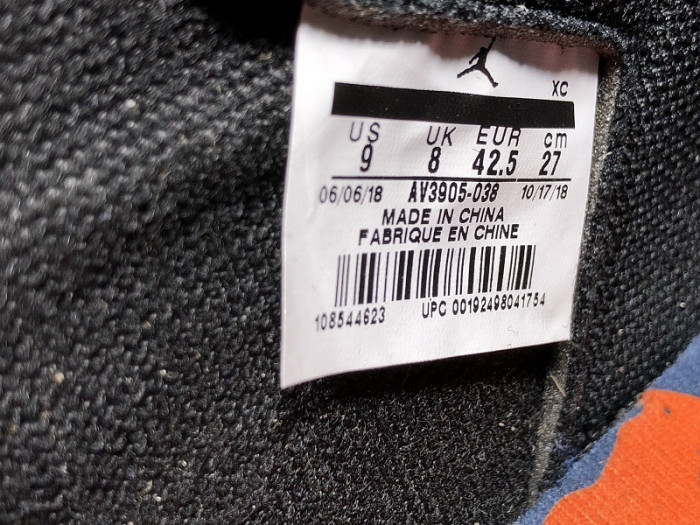 XC
US UK EUR cm
9 8 42.5 27
06/06/18 AV3905-038 10/17/18
MADE IN CHINA
FABRIQUE EN CHINE
108544623 UPC 00192498041754